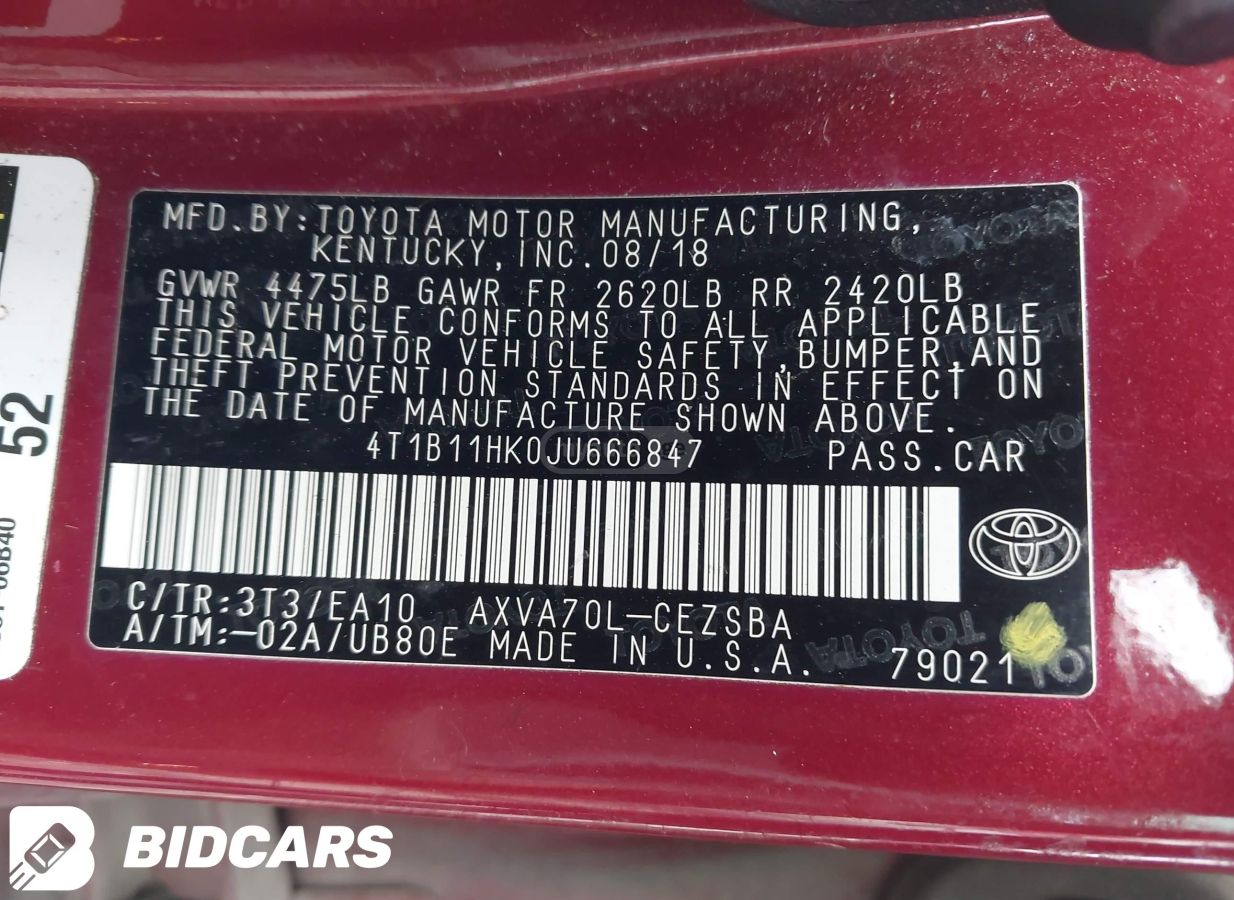 MFD.BY:TOYOTA MOTOR MANUFACTURING,
KENTUCKY,INC.08/18
GVWR 4475LB GAWR FR 2620LB RR 2420LB
THIS VEHICLE CONFORMS TO ALL APPLICABLE
FEDERAL MOTOR VEHICLE SAFETY,BUMPER,AND
THEFT PREVENTION STANDARDS IN EFFECT ON
THE DATE OF MANUFACTURE SHOWN ABOVE.
4T1B11HK0JU666847 PASS.CAR
C/TR:3T3/EA10 AXVA70L-CEZSBA
A/TM:-02A/UB80E MADE IN U.S.A. 79021
52
TOYOTA
BIDCARS